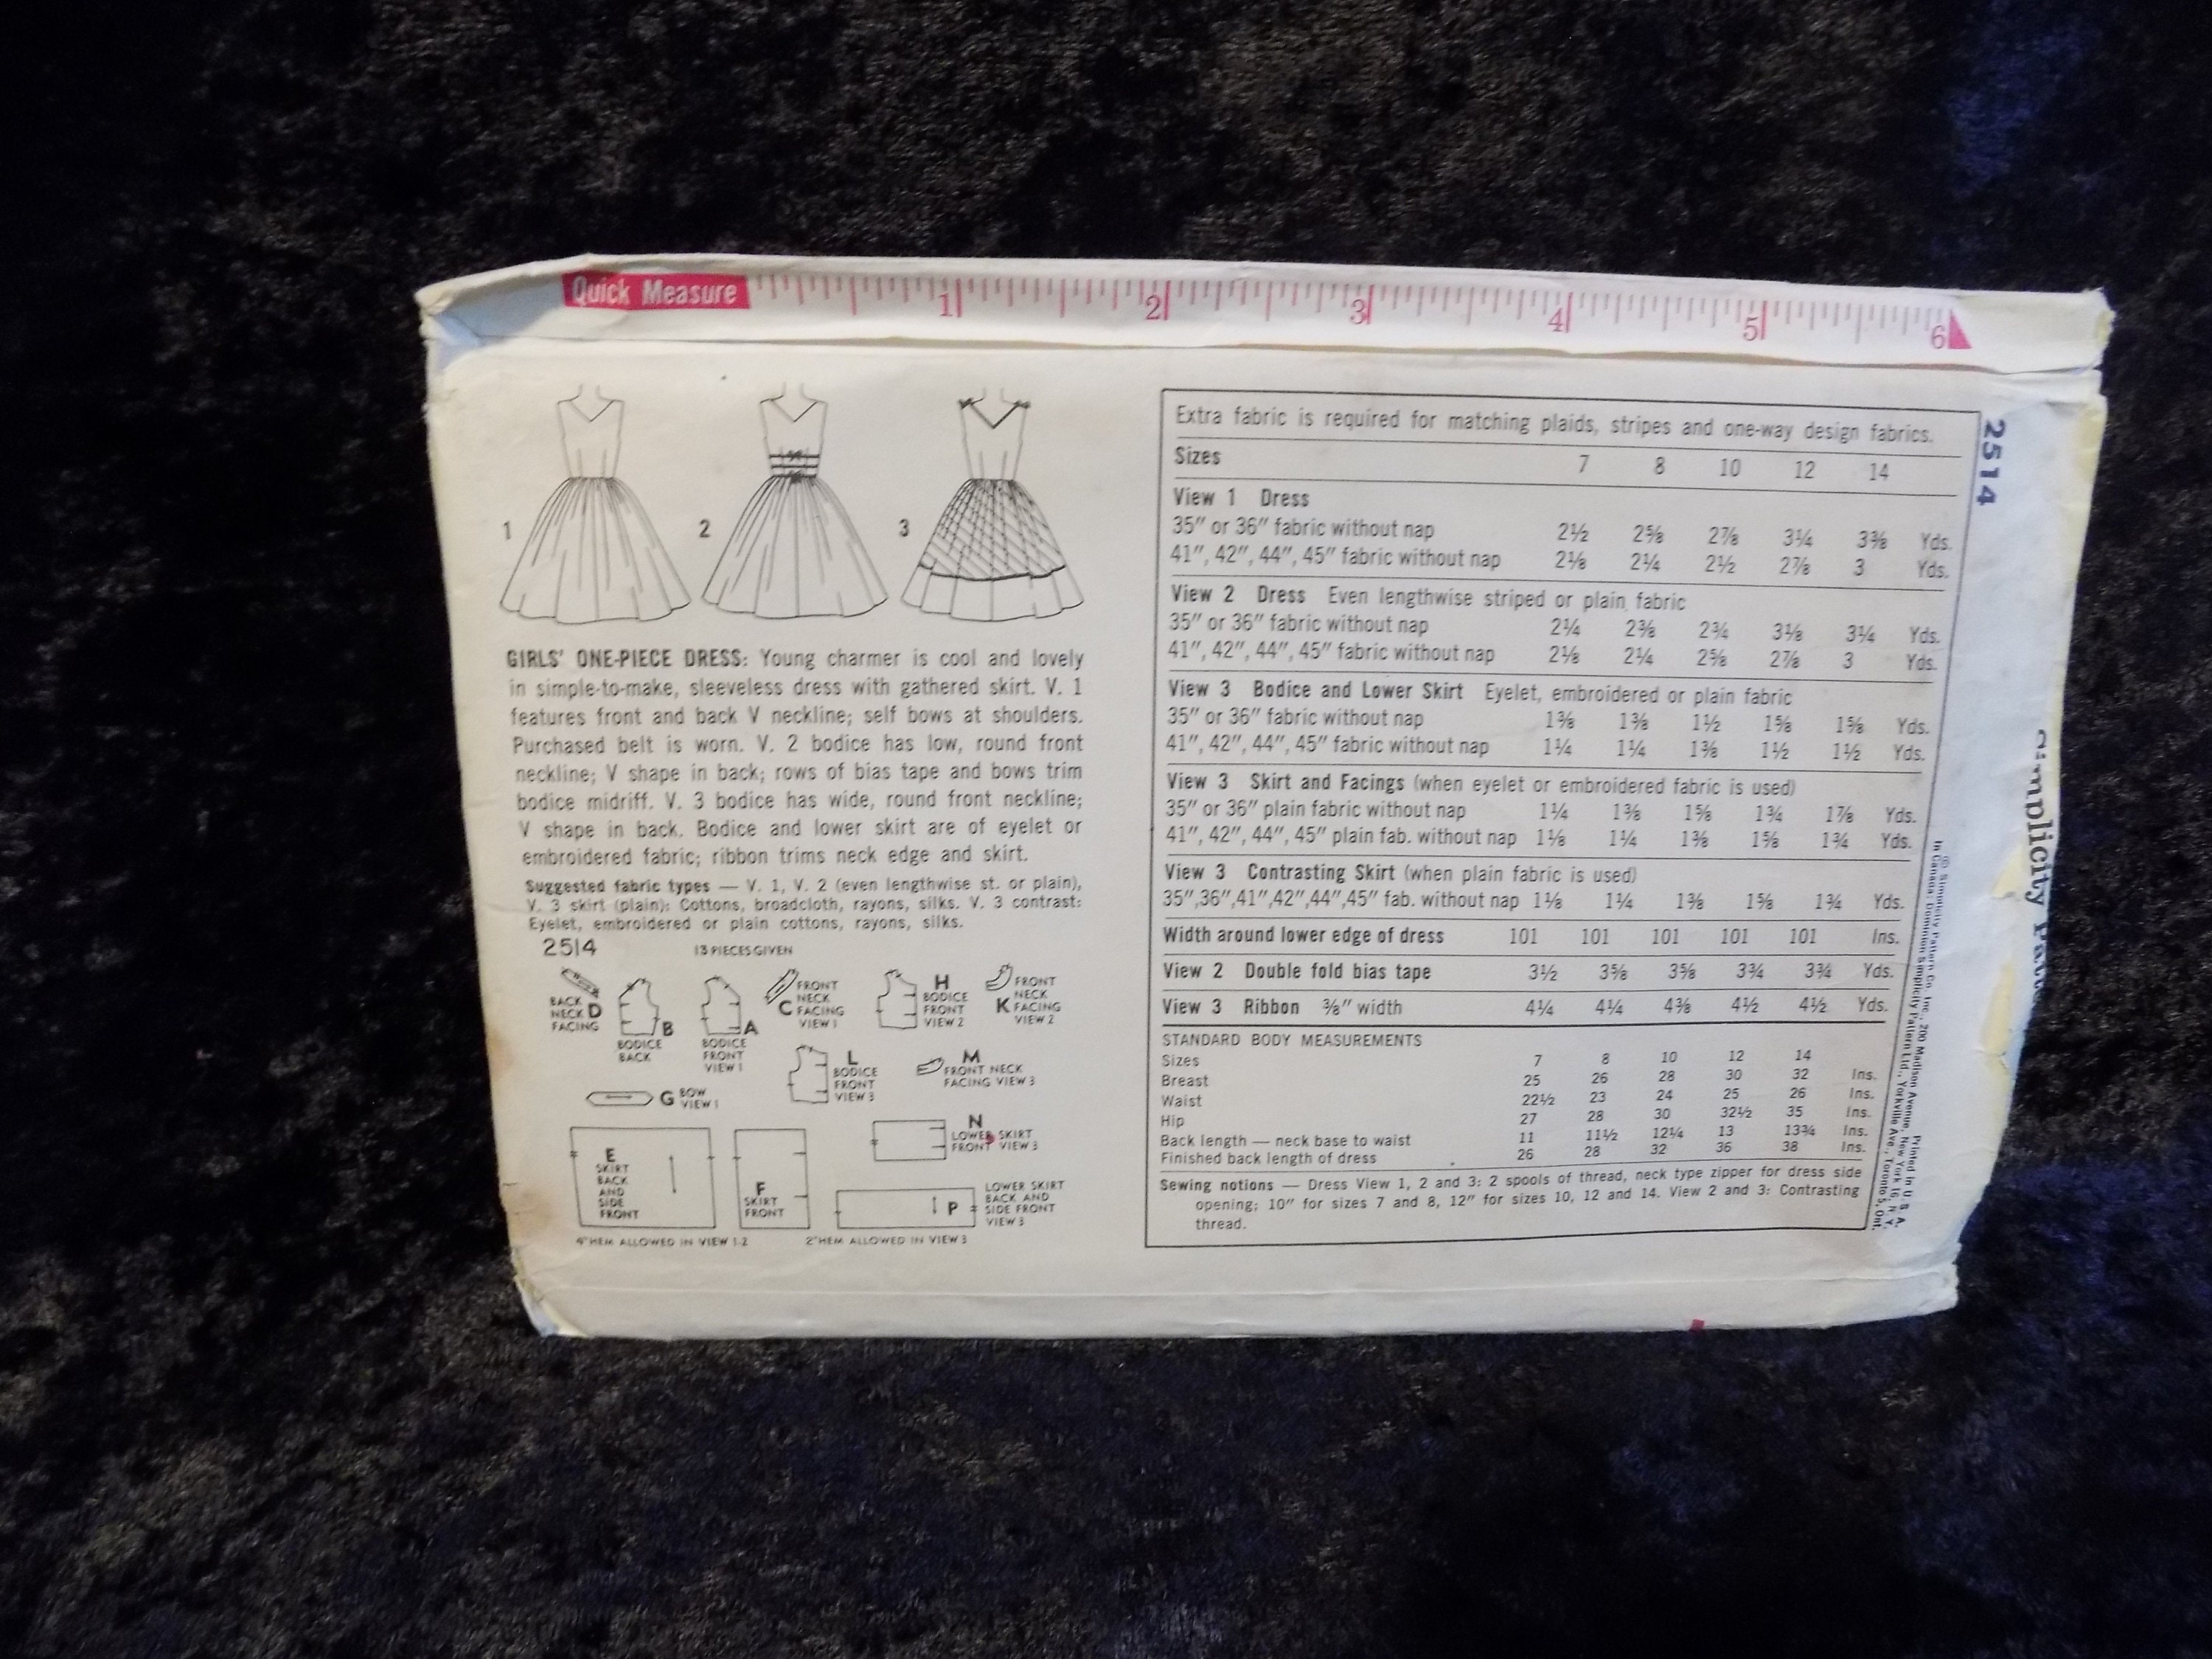 Quick Measure 1 2 3 4 5 6
1 2 3
GIRLS' ONE-PIECE DRESS: Young charmer is cool and lovely
in simple-to-make, sleeveless dress with gathered skirt. V. 1
features front and back V neckline; self bows at shoulders.
Purchased belt is worn. V. 2 bodice has low, round front
neckline; V shape in back; rows of bias tape and bows trim
bodice midriff. V. 3 bodice has wide, round front neckline;
V shape in back. Bodice and lower skirt are of eyelet or
embroidered fabric; ribbon trims neck edge and skirt.
Suggested fabric types — V. 1, V. 2 (even lengthwise st. or plain),
V. 3 skirt (plain): Cottons, broadcloth, rayons, silks. V. 3 contrast:
Eyelet, embroidered or plain cottons, rayons, silks.
2514 13 PIECES GIVEN
BACK
NECK D
FACING
B
BODICE
BACK
A
BODICE
FRONT
VIEW 1
FRONT
NECK
C FACING
VIEW 1
H
BODICE
FRONT
VIEW 2
FRONT
NECK
K FACING
VIEW 2
L
BODICE
FRONT
VIEW 3
M
FRONT NECK
FACING VIEW 3
G BOW
VIEW 1
N
LOWER SKIRT
FRONT VIEW 3
E
SKIRT
BACK
AND
SIDE
FRONT
F
SKIRT
FRONT
P
LOWER SKIRT
BACK AND
SIDE FRONT
VIEW 3
4" HEM ALLOWED IN VIEW 1-2
2" HEM ALLOWED IN VIEW 3
Extra fabric is required for matching plaids, stripes and one-way design fabrics.
Sizes 7 8 10 12 14
View 1 Dress
35" or 36" fabric without nap 2½ 2⅝ 2⅞ 3¼ 3⅜ Yds.
41", 42", 44", 45" fabric without nap 2⅛ 2¼ 2½ 2⅞ 3 Yds.
View 2 Dress Even lengthwise striped or plain fabric
35" or 36" fabric without nap 2¼ 2⅜ 2¾ 3⅛ 3¼ Yds.
41", 42", 44", 45" fabric without nap 2⅛ 2¼ 2⅝ 2⅞ 3 Yds.
View 3 Bodice and Lower Skirt Eyelet, embroidered or plain fabric
35" or 36" fabric without nap 1⅜ 1⅜ 1½ 1⅝ 1⅝ Yds.
41", 42", 44", 45" fabric without nap 1¼ 1¼ 1⅜ 1½ 1½ Yds.
View 3 Skirt and Facings (when eyelet or embroidered fabric is used)
35" or 36" plain fabric without nap 1¼ 1⅜ 1⅝ 1¾ 1⅞ Yds.
41", 42", 44", 45" plain fab. without nap 1⅛ 1¼ 1⅜ 1⅝ 1¾ Yds.
View 3 Contrasting Skirt (when plain fabric is used)
35",36",41",42",44",45" fab. without nap 1⅛ 1¼ 1⅜ 1⅝ 1¾ Yds.
Width around lower edge of dress 101 101 101 101 101 Ins.
View 2 Double fold bias tape 3½ 3⅝ 3⅝ 3¾ 3¾ Yds.
View 3 Ribbon ⅜" width 4¼ 4¼ 4⅜ 4½ 4½ Yds.
STANDARD BODY MEASUREMENTS
Sizes 7 8 10 12 14
Breast 25 26 28 30 32 Ins.
Waist 22½ 23 24 25 26 Ins.
Hip 27 28 30 32½ 35 Ins.
Back length — neck base to waist 11 11½ 12¼ 13 13¾ Ins.
Finished back length of dress 26 28 32 36 38 Ins.
Sewing notions — Dress View 1, 2 and 3: 2 spools of thread, neck type zipper for dress side
opening; 10" for sizes 7 and 8, 12" for sizes 10, 12 and 14. View 2 and 3: Contrasting
thread.
2514
© Simplicity Pattern Co. Inc., 200 Madison Avenue, New York 16, N. Y. Printed in U. S. A.
In Canada: Dominion Simplicity Pattern Ltd., Yorkville Ave., Toronto 5, Ont.